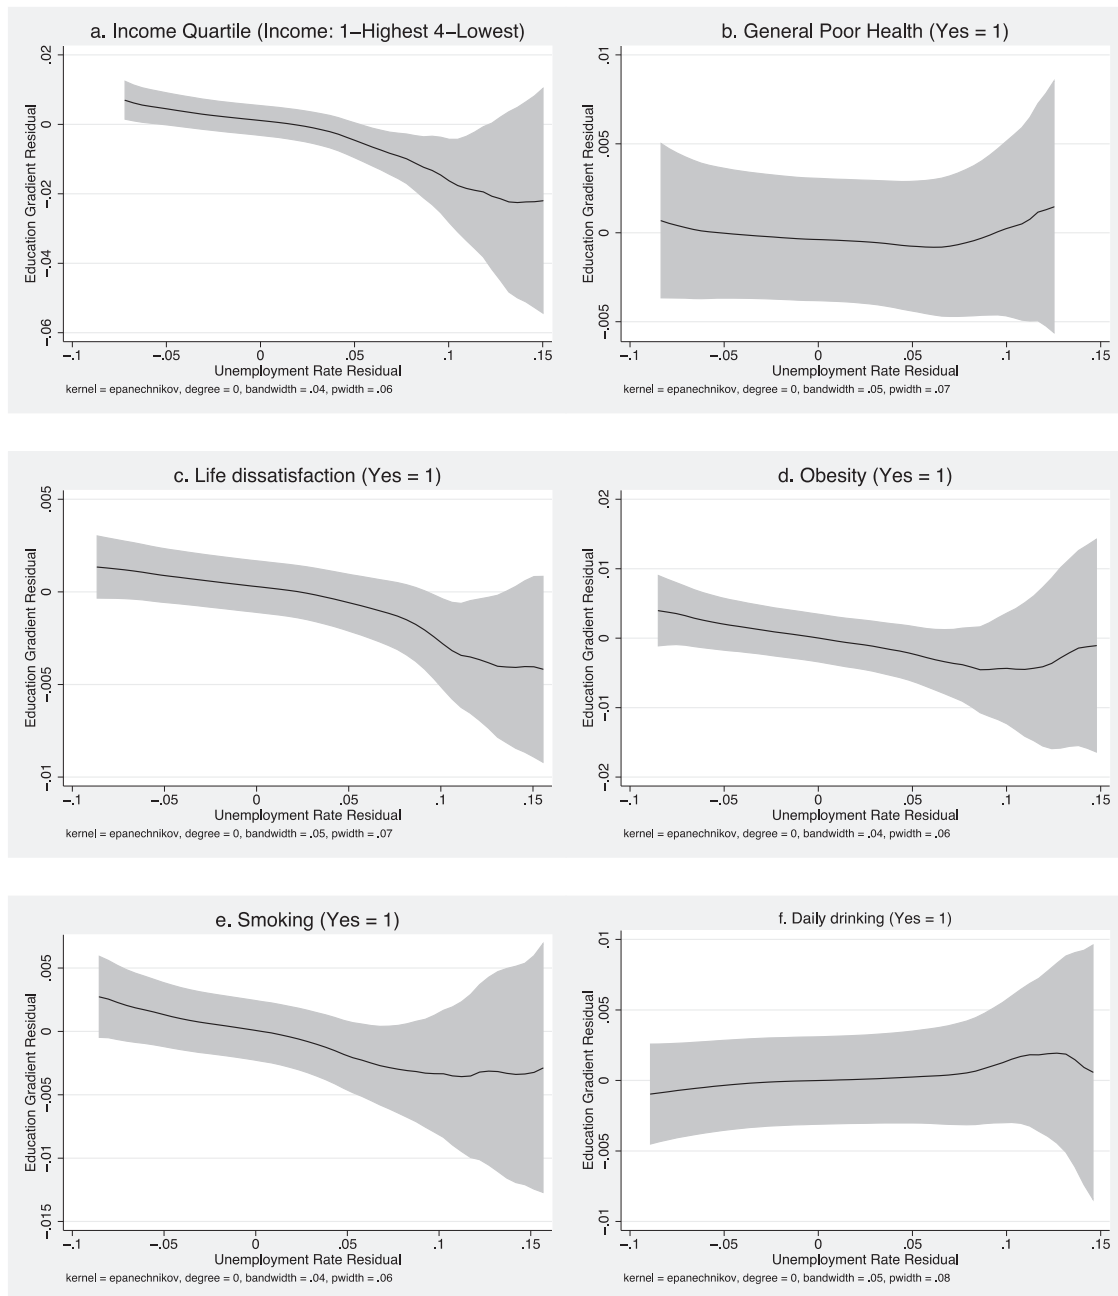 a. Income Quartile (Income: 1–Highest 4–Lowest)
Education Gradient Residual
.02
0
–.02
–.04
–.06
–.1
–.05
0
.05
.1
.15
Unemployment Rate Residual
kernel = epanechnikov, degree = 0, bandwidth = .04, pwidth = .06
b. General Poor Health (Yes = 1)
Education Gradient Residual
.01
.005
0
–.005
–.1
–.05
0
.05
.1
.15
Unemployment Rate Residual
kernel = epanechnikov, degree = 0, bandwidth = .05, pwidth = .07
c. Life dissatisfaction (Yes = 1)
Education Gradient Residual
.005
0
–.005
–.01
–.1
–.05
0
.05
.1
.15
Unemployment Rate Residual
kernel = epanechnikov, degree = 0, bandwidth = .05, pwidth = .07
d. Obesity (Yes = 1)
Education Gradient Residual
.02
.01
0
–.01
–.02
–.1
–.05
0
.05
.1
.15
Unemployment Rate Residual
kernel = epanechnikov, degree = 0, bandwidth = .04, pwidth = .06
e. Smoking (Yes = 1)
Education Gradient Residual
.005
0
–.005
–.01
–.015
–.1
–.05
0
.05
.1
.15
Unemployment Rate Residual
kernel = epanechnikov, degree = 0, bandwidth = .04, pwidth = .06
f. Daily drinking (Yes = 1)
Education Gradient Residual
.01
.005
0
–.005
–.01
–.1
–.05
0
.05
.1
.15
Unemployment Rate Residual
kernel = epanechnikov, degree = 0, bandwidth = .05, pwidth = .08